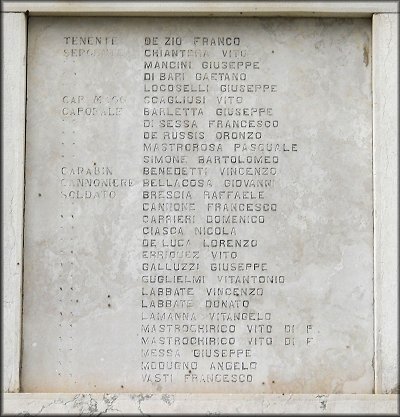 TENENTE DE ZIO FRANCO
SERGENTE CHIANTERA VITO
MANCINI GIUSEPPE
DI BARI GAETANO
LOCOSELLI GIUSEPPE
CAP. MAGG SCAGLIUSI VITO
CAPORALE BARLETTA GIUSEPPE
DI SESSA FRANCESCO
DE RUSSIS ORONZO
MASTROROSA PASQUALE
SIMONE BARTOLOMEO
CARABIN BENEDETTI VINCENZO
CANNONIERE BELLACOSA GIOVANNI
SOLDATO BRESCIA RAFFAELE
CANNONE FRANCESCO
CARRIERI DOMENICO
CIASCA NICOLA
DE LUCA LORENZO
ERRIQUEZ VITO
GALLUZZI GIUSEPPE
GUGLIELMI VITANTONIO
LABBATE VINCENZO
LABBATE DONATO
LAMANNA VITANGELO
MASTROCHIRICO VITO DI F
MASTROCHIRICO VITO DI F
MESSA GIUSEPPE
MODUGNO ANGELO
VASTI FRANCESCO